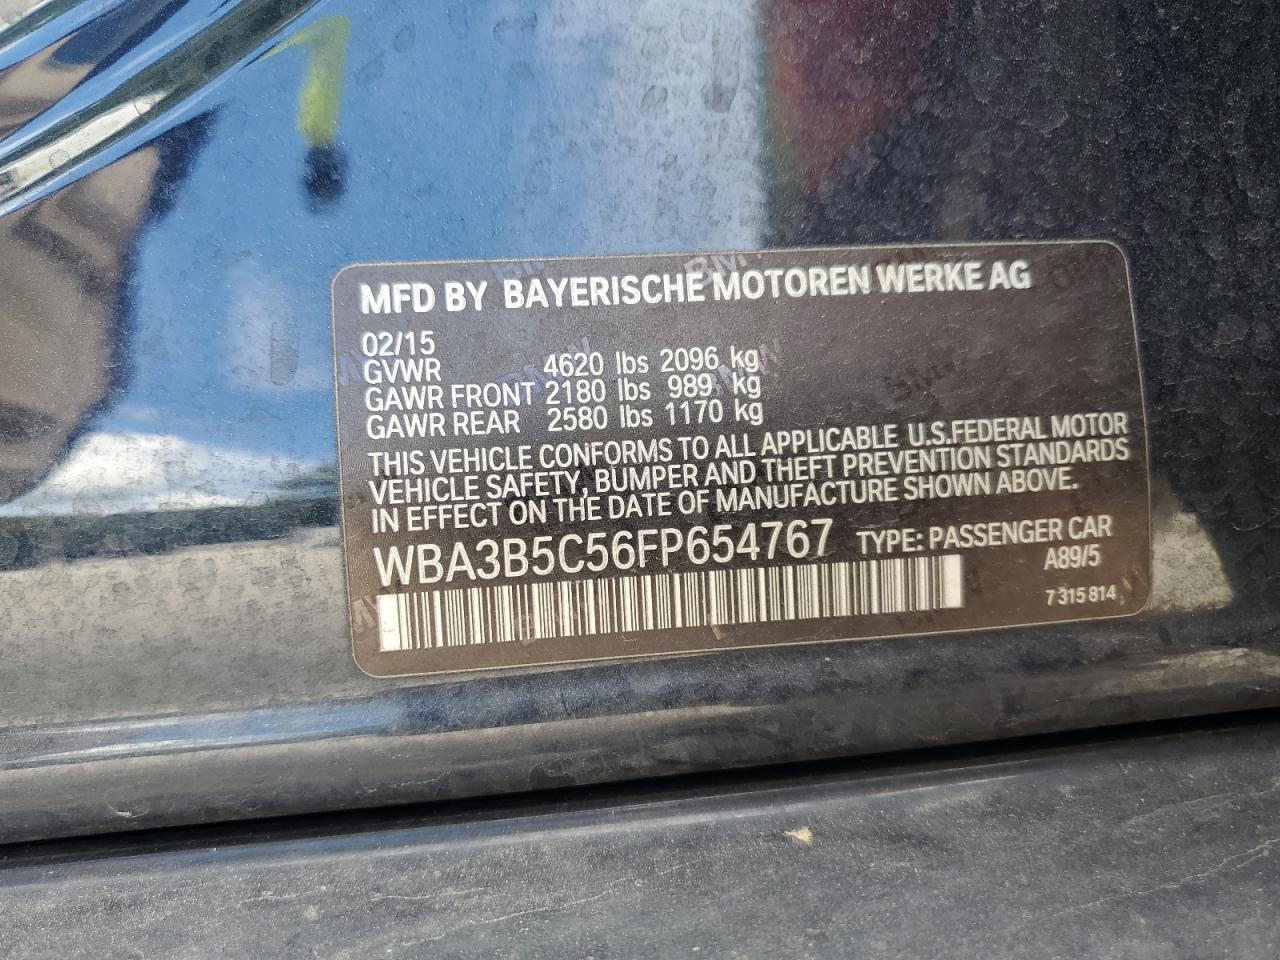 MFD BY BAYERISCHE MOTOREN WERKE AG
02/15
GVWR 4620 lbs 2096 kg
GAWR FRONT 2180 lbs 989 kg
GAWR REAR 2580 lbs 1170 kg
THIS VEHICLE CONFORMS TO ALL APPLICABLE U.S.FEDERAL MOTOR
VEHICLE SAFETY, BUMPER AND THEFT PREVENTION STANDARDS
IN EFFECT ON THE DATE OF MANUFACTURE SHOWN ABOVE.
WBA3B5C56FP654767 TYPE: PASSENGER CAR
A89/5
7 315 814